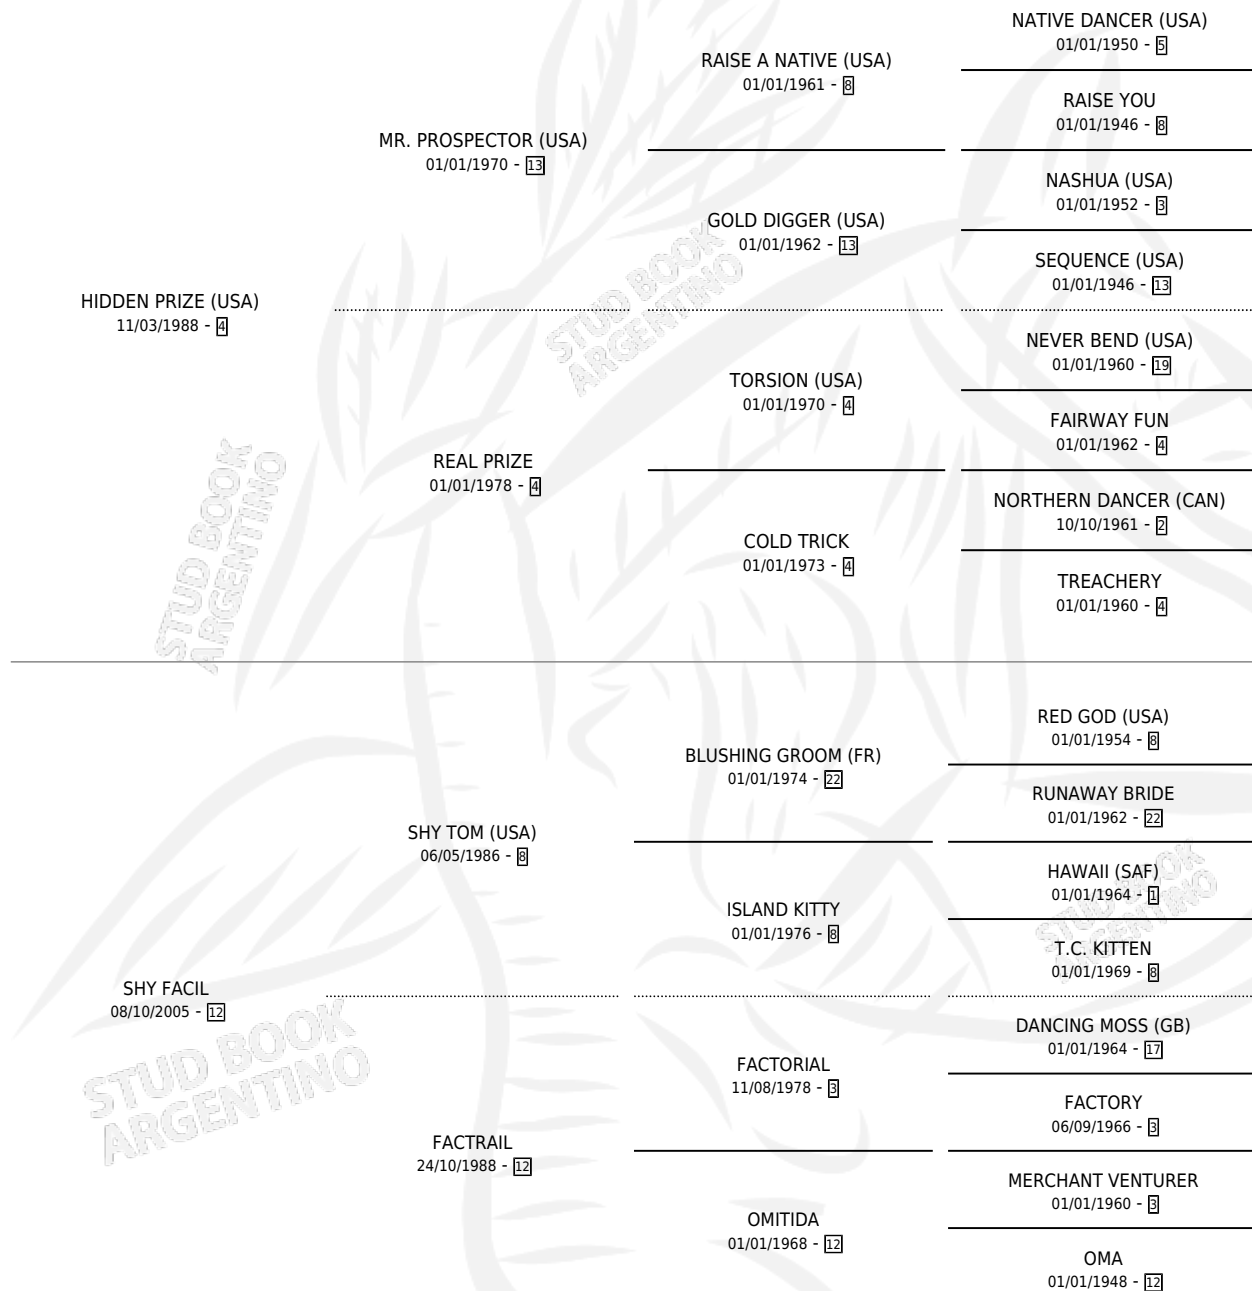 NATIVE DANCER (USA)
01/01/1950 - 5
RAISE A NATIVE (USA)
01/01/1961 - 8
RAISE YOU
01/01/1946 - 8
MR. PROSPECTOR (USA)
01/01/1970 - 13
NASHUA (USA)
01/01/1952 - 3
GOLD DIGGER (USA)
01/01/1962 - 13
SEQUENCE (USA)
01/01/1946 - 13
HIDDEN PRIZE (USA)
11/03/1988 - 4
STUD BOOK
ARGENTINO
NEVER BEND (USA)
01/01/1960 - 19
TORSION (USA)
01/01/1970 - 4
FAIRWAY FUN
01/01/1962 - 4
REAL PRIZE
01/01/1978 - 4
NORTHERN DANCER (CAN)
10/10/1961 - 2
COLD TRICK
01/01/1973 - 4
TREACHERY
01/01/1960 - 4
STUD BOOK
ARGENTINO
RED GOD (USA)
01/01/1954 - 8
BLUSHING GROOM (FR)
01/01/1974 - 22
RUNAWAY BRIDE
01/01/1962 - 22
SHY TOM (USA)
06/05/1986 - 8
HAWAII (SAF)
01/01/1964 - 1
ISLAND KITTY
01/01/1976 - 8
STUD BOOK
ARGENTINO
T.C. KITTEN
01/01/1969 - 8
SHY FACIL
08/10/2005 - 12
DANCING MOSS (GB)
01/01/1964 - 17
FACTORIAL
11/08/1978 - 3
FACTORY
06/09/1966 - 3
STUD BOOK
ARGENTINO
FACTRAIL
24/10/1988 - 12
MERCHANT VENTURER
01/01/1960 - 3
OMITIDA
01/01/1968 - 12
OMA
01/01/1948 - 12